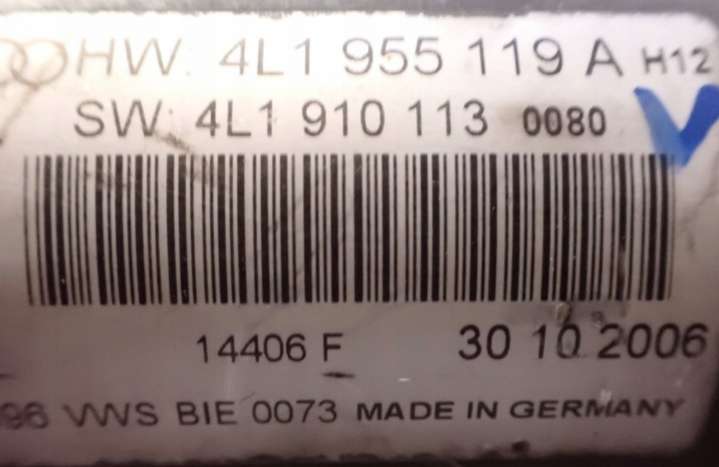 HW: 4L1 955 119 A H12
SW: 4L1 910 113 0080
14406 F 30 10 2006
96 VWS BIE 0073 MADE IN GERMANY